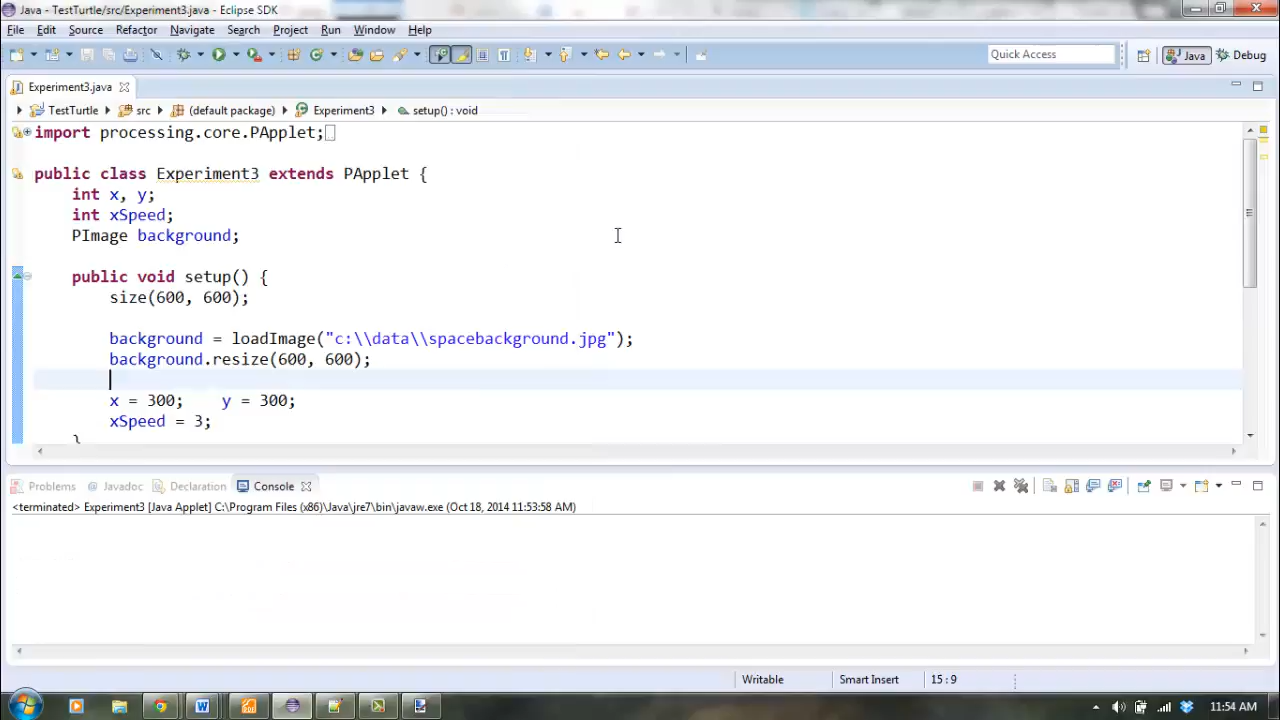 Java - TestTurtle/src/Experiment3.java - Eclipse SDK
File Edit Source Refactor Navigate Search Project Run Window Help
Quick Access Java Debug
Experiment3.java
TestTurtle src (default package) Experiment3 setup() : void
import processing.core.PApplet;
public class Experiment3 extends PApplet {
int x, y;
int xSpeed;
PImage background;
public void setup() {
size(600, 600);
background = loadImage("c:\\data\\spacebackground.jpg");
background.resize(600, 600);
x = 300; y = 300;
xSpeed = 3;
}
Problems Javadoc Declaration Console
<terminated> Experiment3 [Java Applet] C:\Program Files (x86)\Java\jre7\bin\javaw.exe (Oct 18, 2014 11:53:58 AM)
Writable Smart Insert 15 : 9
11:54 AM